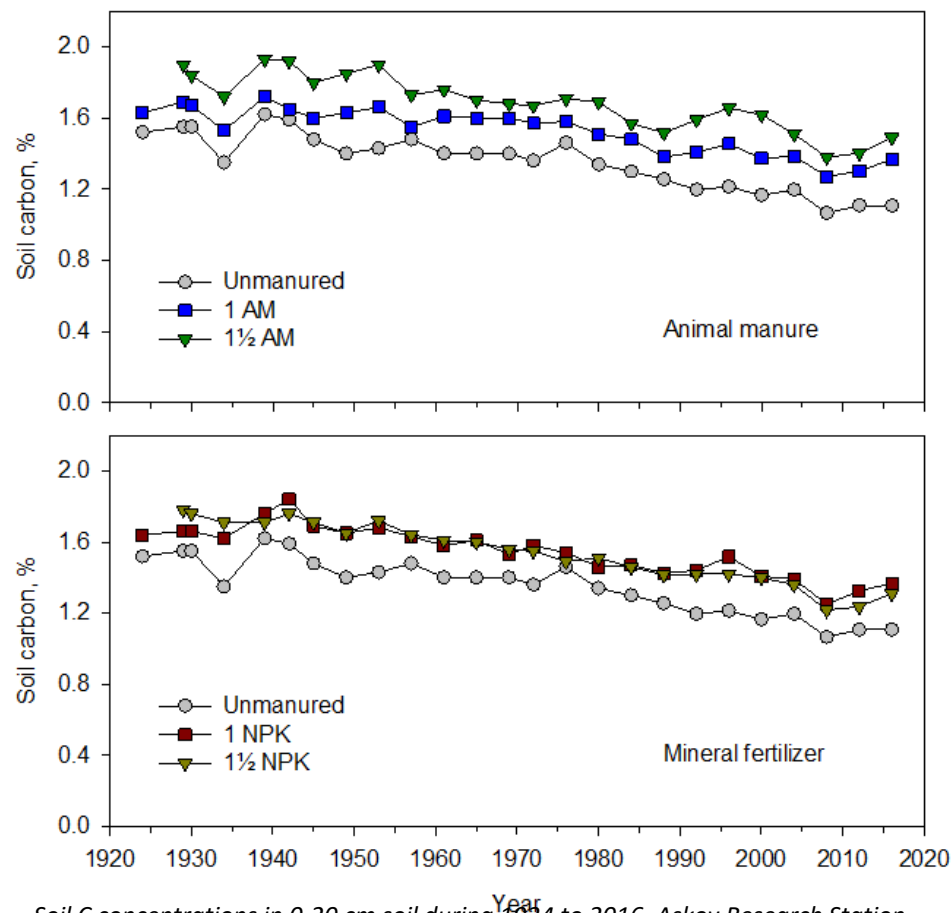 2.0
1.6
1.2
0.8
0.4
0.0
Soil carbon, %
Unmanured
1 AM
1½ AM
Animal manure
2.0
1.6
1.2
0.8
0.4
0.0
Soil carbon, %
Unmanured
1 NPK
1½ NPK
Mineral fertilizer
1920 1930 1940 1950 1960 1970 1980 1990 2000 2010 2020
Year
Soil C concentrations in 0-20 cm soil during 1924 to 2016, Askov Research Station